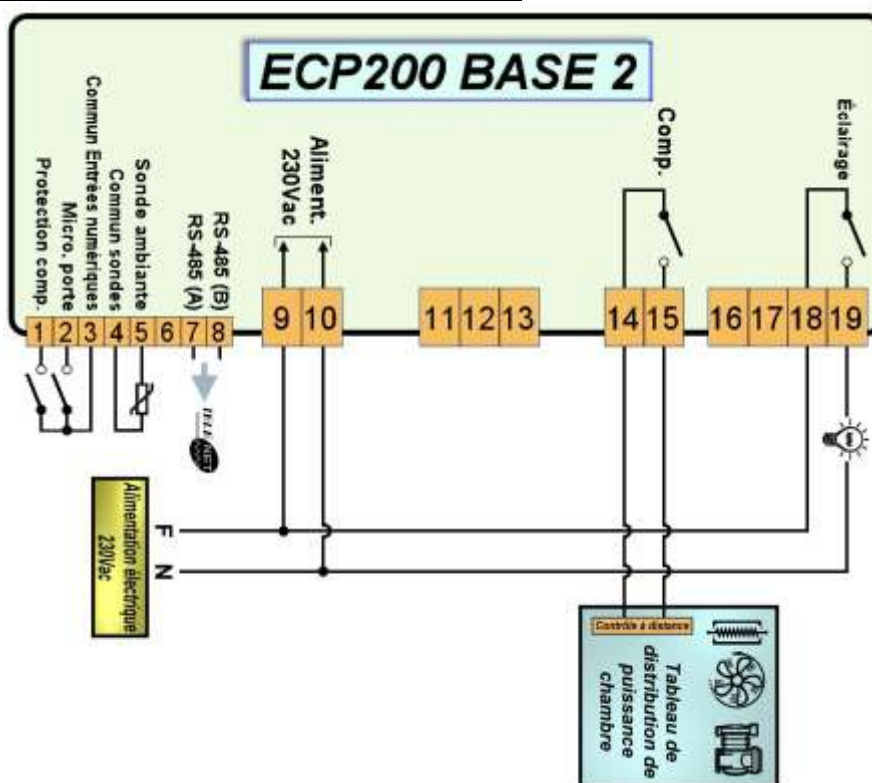 ECP200 BASE 2
Protection comp.
Micro. porte
Commun Entrées numériques
Commun sondes
Sonde ambiante
RS-485 (A)
RS-485 (B)
Aliment.
230Vac
Comp.
Éclairage
1 2 3 4 5 6 7 8
9 10
11 12 13
14 15
16 17 18 19
TELENET
Alimentation électrique
230Vac
F
N
Contrôle à distance
Tableau de
distribution de
puissance
chambre